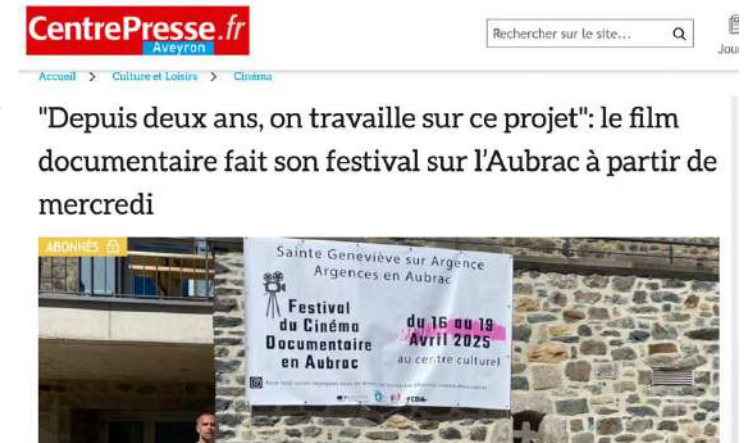 CentrePresse.fr
Aveyron
Rechercher sur le site...
Jour
Accueil > Culture et Loisirs > Cinéma
"Depuis deux ans, on travaille sur ce projet": le film
documentaire fait son festival sur l'Aubrac à partir de
mercredi
ABONNÉS
Sainte Geneviève sur Argence
Argences en Aubrac
Festival
du Cinéma
Documentaire
en Aubrac
du 16 au 19
Avril 2025
au centre culturel